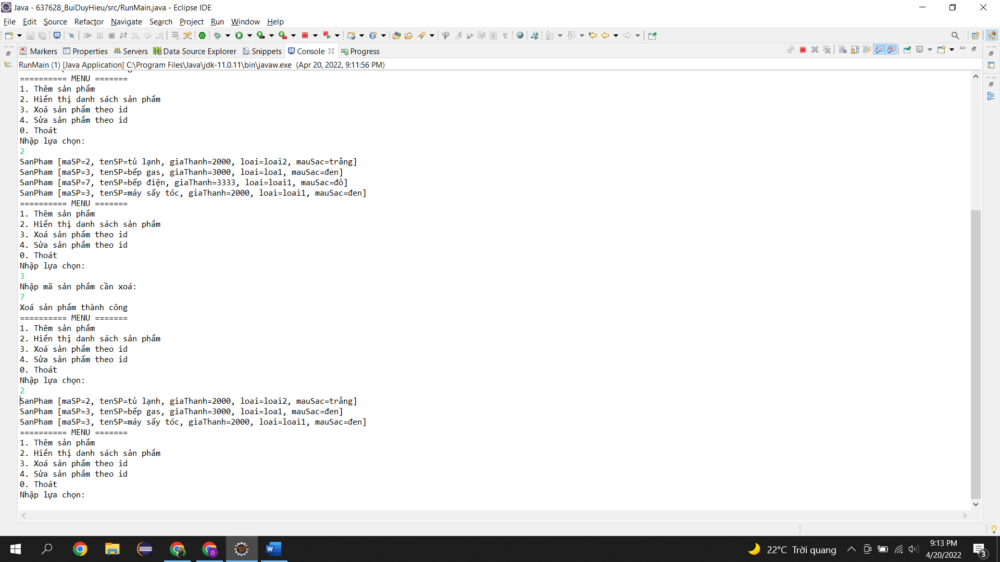 Java - 637628_BuiDuyHieu/src/RunMain.java - Eclipse IDE
File Edit Source Refactor Navigate Search Project Run Window Help
Markers Properties Servers Data Source Explorer Snippets Console Progress
RunMain (1) [Java Application] C:\Program Files\Java\jdk-11.0.11\bin\javaw.exe (Apr 20, 2022, 9:11:56 PM)
========== MENU =======
1. Thêm sản phẩm
2. Hiển thị danh sách sản phẩm
3. Xoá sản phẩm theo id
4. Sửa sản phẩm theo id
0. Thoát
Nhập lựa chọn:
2
SanPham [maSP=2, tenSP=tủ lạnh, giaThanh=2000, loai=loai2, mauSac=trắng]
SanPham [maSP=3, tenSP=bếp gas, giaThanh=3000, loai=loa1, mauSac=đen]
SanPham [maSP=7, tenSP=bếp điện, giaThanh=3333, loai=loai1, mauSac=đỏ]
SanPham [maSP=3, tenSP=máy sấy tóc, giaThanh=2000, loai=loai1, mauSac=đen]
========== MENU =======
1. Thêm sản phẩm
2. Hiển thị danh sách sản phẩm
3. Xoá sản phẩm theo id
4. Sửa sản phẩm theo id
0. Thoát
Nhập lựa chọn:
3
Nhập mã sản phẩm cần xoá:
7
Xoá sản phẩm thành công
========== MENU =======
1. Thêm sản phẩm
2. Hiển thị danh sách sản phẩm
3. Xoá sản phẩm theo id
4. Sửa sản phẩm theo id
0. Thoát
Nhập lựa chọn:
2
SanPham [maSP=2, tenSP=tủ lạnh, giaThanh=2000, loai=loai2, mauSac=trắng]
SanPham [maSP=3, tenSP=bếp gas, giaThanh=3000, loai=loa1, mauSac=đen]
SanPham [maSP=3, tenSP=máy sấy tóc, giaThanh=2000, loai=loai1, mauSac=đen]
========== MENU =======
1. Thêm sản phẩm
2. Hiển thị danh sách sản phẩm
3. Xoá sản phẩm theo id
4. Sửa sản phẩm theo id
0. Thoát
Nhập lựa chọn:
22°C Trời quang
9:13 PM
4/20/2022
3